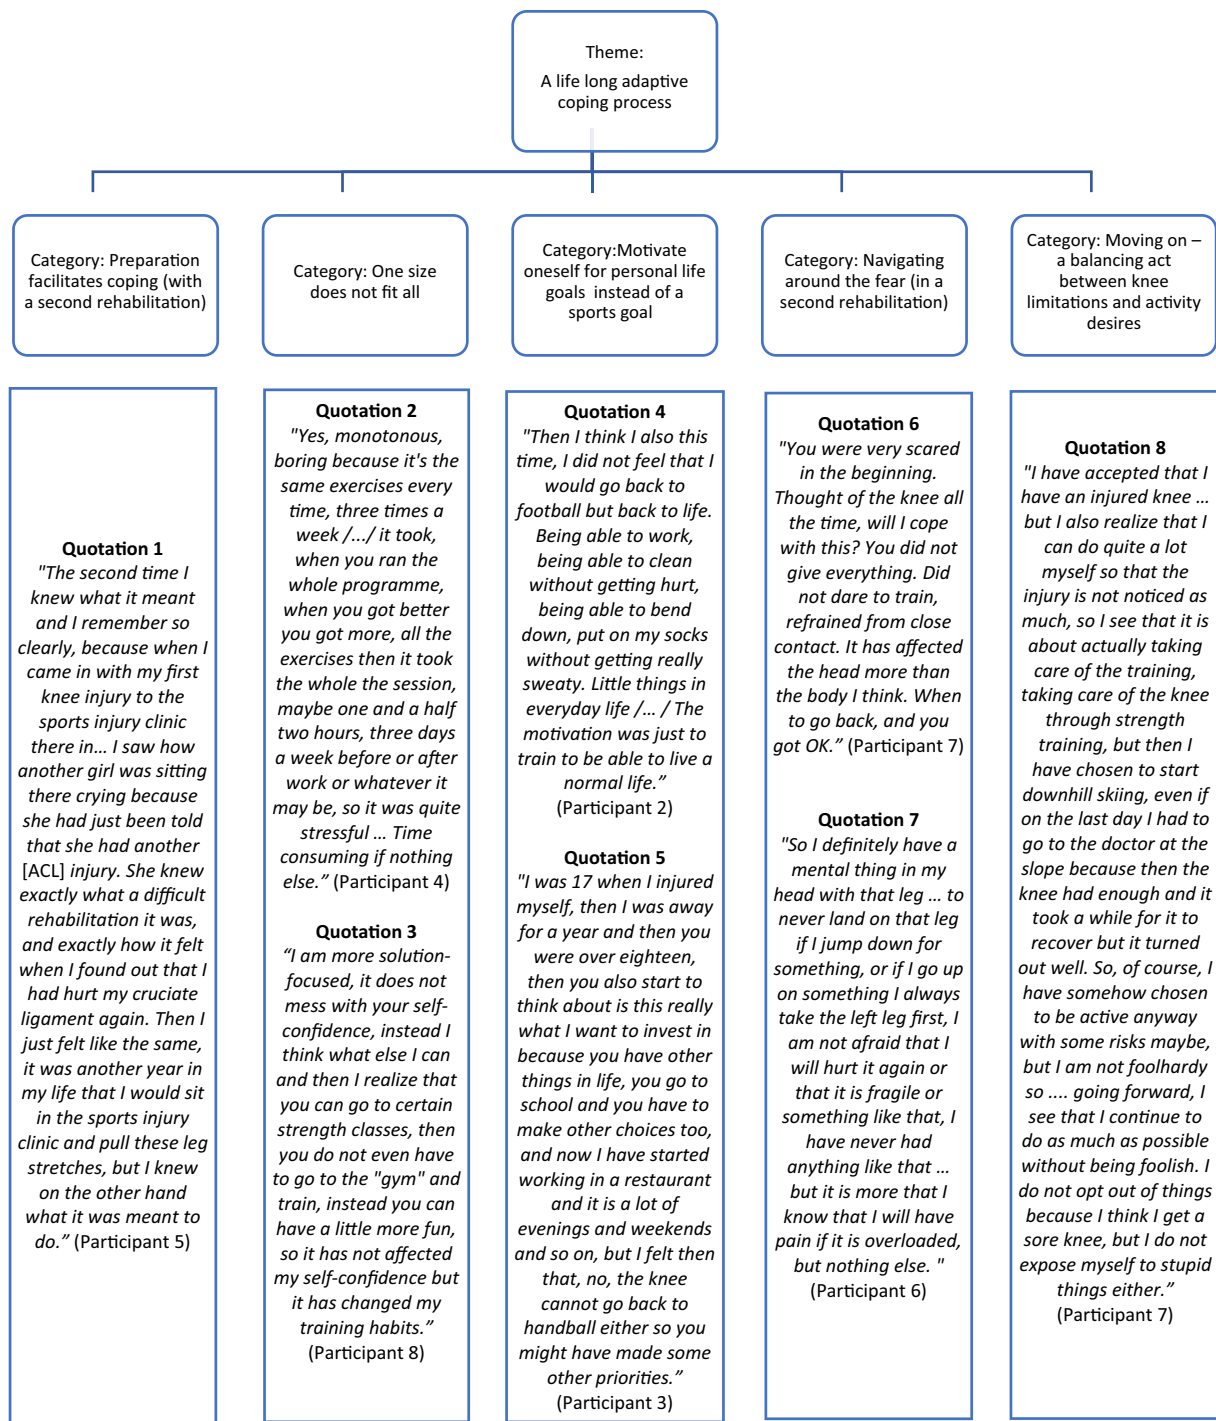 Theme:
A life long adaptive
coping process
Category: Preparation
facilitates coping (with
a second rehabilitation)
Category: One size
does not fit all
Category:Motivate
oneself for personal life
goals instead of a
sports goal
Category: Navigating
around the fear (in a
second rehabilitation)
Category: Moving on –
a balancing act
between knee
limitations and activity
desires
Quotation 1
"The second time I
knew what it meant
and I remember so
clearly, because when I
came in with my first
knee injury to the
sports injury clinic
there in... I saw how
another girl was sitting
there crying because
she had just been told
that she had another
[ACL] injury. She knew
exactly what a difficult
rehabilitation it was,
and exactly how it felt
when I found out that I
had hurt my cruciate
ligament again. Then I
just felt like the same,
it was another year in
my life that I would sit
in the sports injury
clinic and pull these leg
stretches, but I knew
on the other hand
what it was meant to
do.” (Participant 5)
Quotation 2
"Yes, monotonous,
boring because it's the
same exercises every
time, three times a
week /.../ it took,
when you ran the
whole programme,
when you got better
you got more, all the
exercises then it took
the whole the session,
maybe one and a half
two hours, three days
a week before or after
work or whatever it
may be, so it was quite
stressful ... Time
consuming if nothing
else.” (Participant 4)
Quotation 3
“I am more solution-
focused, it does not
mess with your self-
confidence, instead I
think what else I can
and then I realize that
you can go to certain
strength classes, then
you do not even have
to go to the "gym" and
train, instead you can
have a little more fun,
so it has not affected
my self-confidence but
it has changed my
training habits.”
(Participant 8)
Quotation 4
"Then I think I also this
time, I did not feel that I
would go back to
football but back to life.
Being able to work,
being able to clean
without getting hurt,
being able to bend
down, put on my socks
without getting really
sweaty. Little things in
everyday life /... / The
motivation was just to
train to be able to live a
normal life.”
(Participant 2)
Quotation 5
"I was 17 when I injured
myself, then I was away
for a year and then you
were over eighteen,
then you also start to
think about is this really
what I want to invest in
because you have other
things in life, you go to
school and you have to
make other choices too,
and now I have started
working in a restaurant
and it is a lot of
evenings and weekends
and so on, but I felt then
that, no, the knee
cannot go back to
handball either so you
might have made some
other priorities.”
(Participant 3)
Quotation 6
"You were very scared
in the beginning.
Thought of the knee all
the time, will I cope
with this? You did not
give everything. Did
not dare to train,
refrained from close
contact. It has affected
the head more than
the body I think. When
to go back, and you
got OK.” (Participant 7)
Quotation 7
"So I definitely have a
mental thing in my
head with that leg ... to
never land on that leg
if I jump down for
something, or if I go up
on something I always
take the left leg first, I
am not afraid that I
will hurt it again or
that it is fragile or
something like that, I
have never had
anything like that ...
but it is more that I
know that I will have
pain if it is overloaded,
but nothing else. "
(Participant 6)
Quotation 8
"I have accepted that I
have an injured knee ...
but I also realize that I
can do quite a lot
myself so that the
injury is not noticed as
much, so I see that it is
about actually taking
care of the training,
taking care of the knee
through strength
training, but then I
have chosen to start
downhill skiing, even if
on the last day I had to
go to the doctor at the
slope because then the
knee had enough and it
took a while for it to
recover but it turned
out well. So, of course, I
have somehow chosen
to be active anyway
with some risks maybe,
but I am not foolhardy
so .... going forward, I
see that I continue to
do as much as possible
without being foolish. I
do not opt out of things
because I think I get a
sore knee, but I do not
expose myself to stupid
things either.”
(Participant 7)